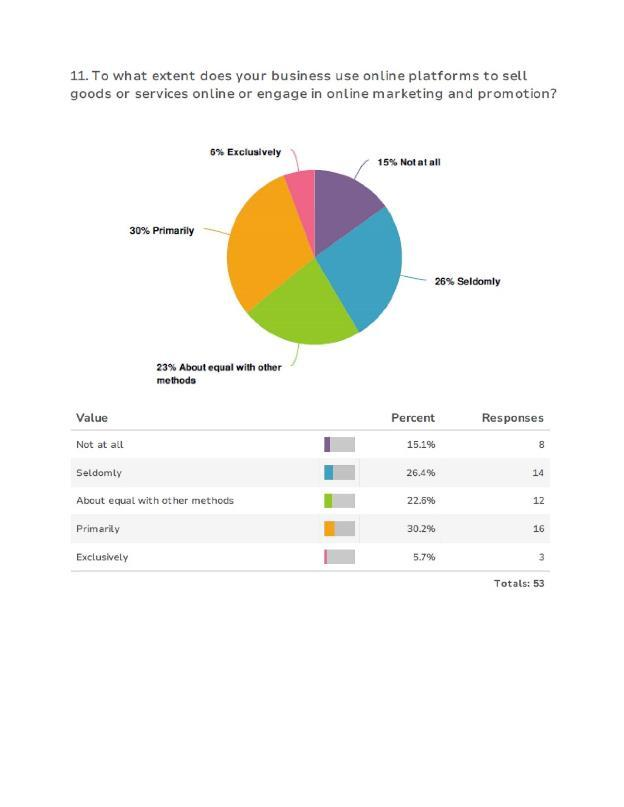 11. To what extent does your business use online platforms to sell
goods or services online or engage in online marketing and promotion?
6% Exclusively
15% Not at all
30% Primarily
26% Seldomly
23% About equal with other
methods
Value Percent Responses
Not at all 15.1% 8
Seldomly 26.4% 14
About equal with other methods 22.6% 12
Primarily 30.2% 16
Exclusively 5.7% 3
Totals: 53